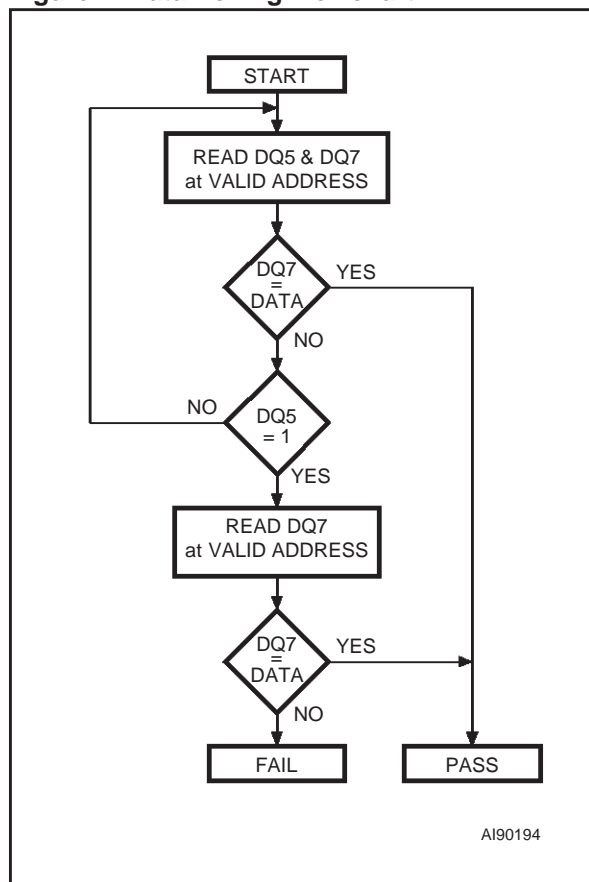 START
READ DQ5 & DQ7
at VALID ADDRESS
DQ7
=
DATA
YES
NO
NO
DQ5
= 1
YES
READ DQ7
at VALID ADDRESS
DQ7
=
DATA
YES
NO
FAIL
PASS
AI90194